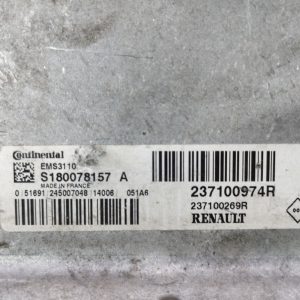 Continental
EMS3110
S180078157 A
MADE IN FRANCE
0 51691 245007048 14006 051A6
237100974R
237100269R
RENAULT